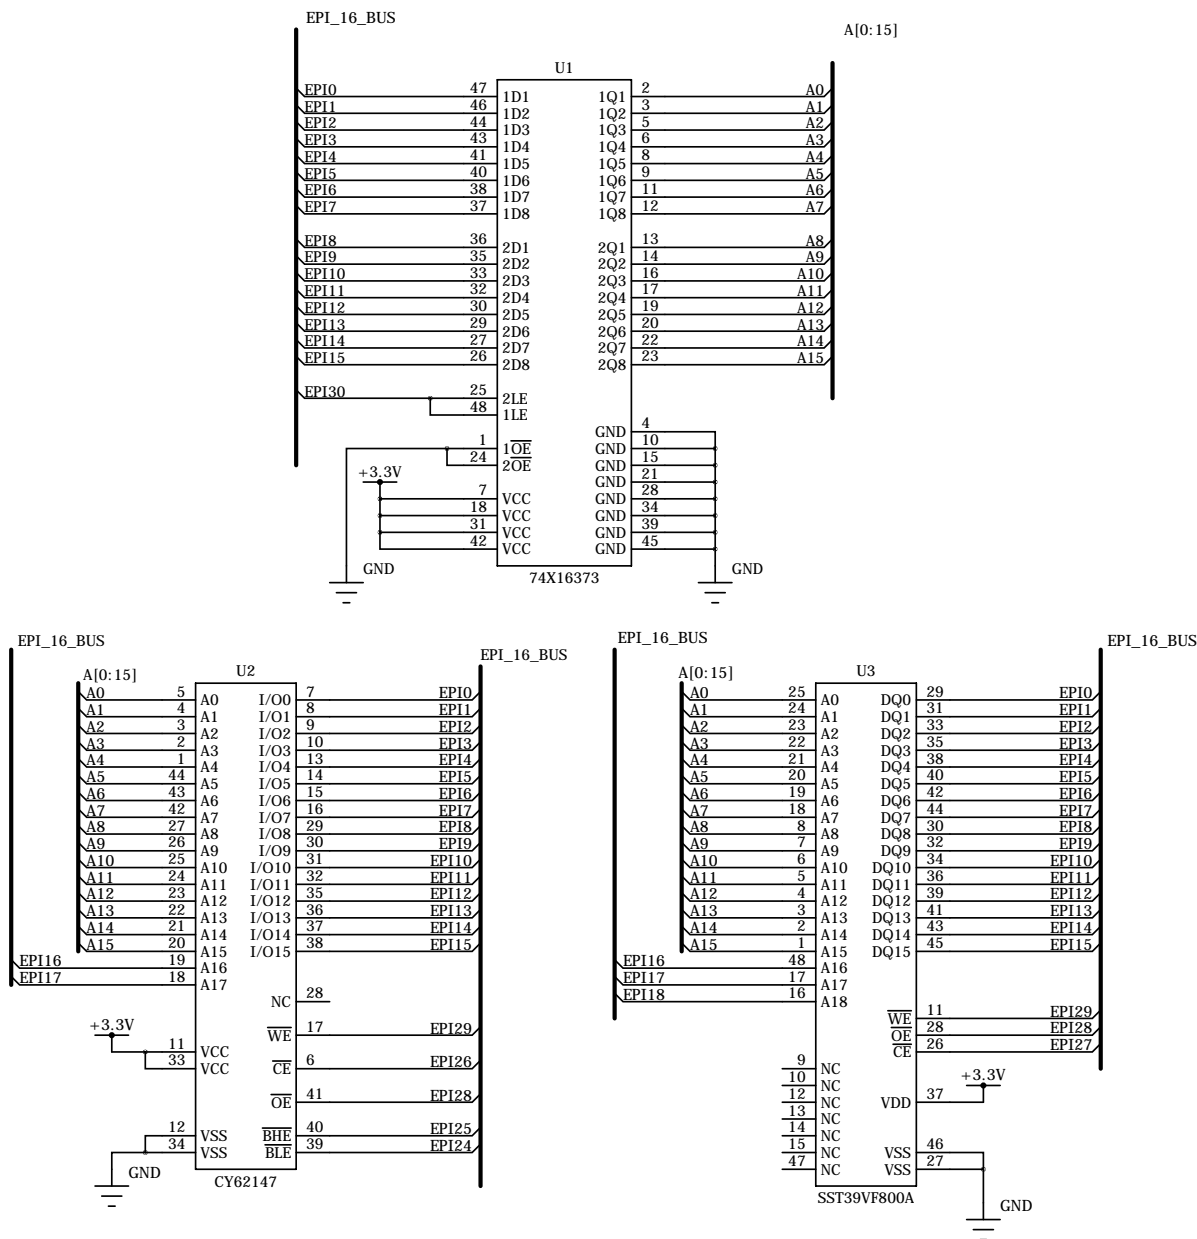 EPI_16_BUS
A[0:15]
U1
EPI0 47 1D1 1Q1 2 A0
EPI1 46 1D2 1Q2 3 A1
EPI2 44 1D3 1Q3 5 A2
EPI3 43 1D4 1Q4 6 A3
EPI4 41 1D5 1Q5 8 A4
EPI5 40 1D6 1Q6 9 A5
EPI6 38 1D7 1Q7 11 A6
EPI7 37 1D8 1Q8 12 A7
EPI8 36 2D1 2Q1 13 A8
EPI9 35 2D2 2Q2 14 A9
EPI10 33 2D3 2Q3 16 A10
EPI11 32 2D4 2Q4 17 A11
EPI12 30 2D5 2Q5 19 A12
EPI13 29 2D6 2Q6 20 A13
EPI14 27 2D7 2Q7 22 A14
EPI15 26 2D8 2Q8 23 A15
EPI30 25 2LE
48 1LE
GND 4
1 1OE GND 10
24 2OE GND 15
+3.3V GND 21
7 VCC GND 28
18 VCC GND 34
31 VCC GND 39
42 VCC GND 45
GND GND
74X16373
EPI_16_BUS
EPI_16_BUS
A[0:15] U2
A0 5 A0 I/O0 7 EPI0
A1 4 A1 I/O1 8 EPI1
A2 3 A2 I/O2 9 EPI2
A3 2 A3 I/O3 10 EPI3
A4 1 A4 I/O4 13 EPI4
A5 44 A5 I/O5 14 EPI5
A6 43 A6 I/O6 15 EPI6
A7 42 A7 I/O7 16 EPI7
A8 27 A8 I/O8 29 EPI8
A9 26 A9 I/O9 30 EPI9
A10 25 A10 I/O10 31 EPI10
A11 24 A11 I/O11 32 EPI11
A12 23 A12 I/O12 35 EPI12
A13 22 A13 I/O13 36 EPI13
A14 21 A14 I/O14 37 EPI14
A15 20 A15 I/O15 38 EPI15
EPI16 19 A16
EPI17 18 A17
NC 28
+3.3V WE 17 EPI29
11 VCC
33 VCC CE 6 EPI26
OE 41 EPI28
12 VSS BHE 40 EPI25
34 VSS BLE 39 EPI24
GND
CY62147
EPI_16_BUS
EPI_16_BUS
A[0:15] U3
A0 25 A0 DQ0 29 EPI0
A1 24 A1 DQ1 31 EPI1
A2 23 A2 DQ2 33 EPI2
A3 22 A3 DQ3 35 EPI3
A4 21 A4 DQ4 38 EPI4
A5 20 A5 DQ5 40 EPI5
A6 19 A6 DQ6 42 EPI6
A7 18 A7 DQ7 44 EPI7
A8 8 A8 DQ8 30 EPI8
A9 7 A9 DQ9 32 EPI9
A10 6 A10 DQ10 34 EPI10
A11 5 A11 DQ11 36 EPI11
A12 4 A12 DQ12 39 EPI12
A13 3 A13 DQ13 41 EPI13
A14 2 A14 DQ14 43 EPI14
A15 1 A15 DQ15 45 EPI15
EPI16 48 A16
EPI17 17 A17
EPI18 16 A18
WE 11 EPI29
OE 28 EPI28
CE 26 EPI27
9 NC
10 NC +3.3V
12 NC VDD 37
13 NC
14 NC
15 NC VSS 46
47 NC VSS 27
SST39VF800A
GND